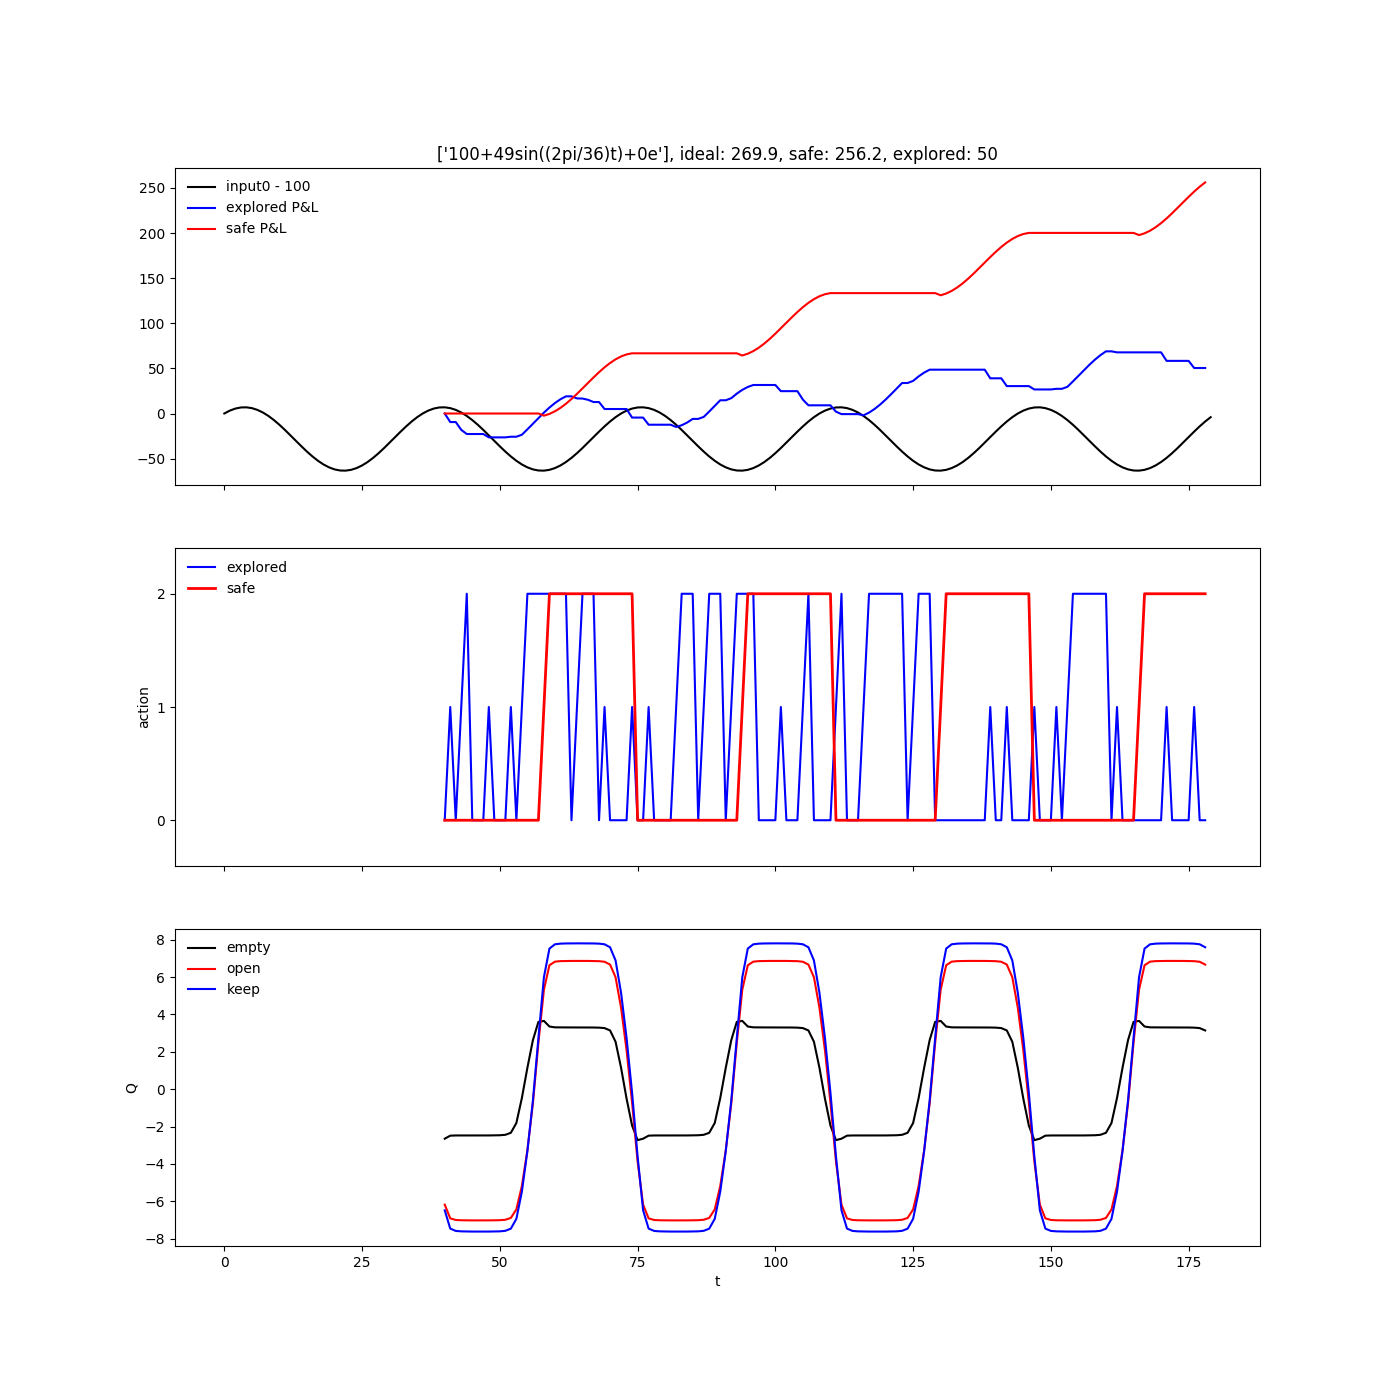 ['100+49sin((2pi/36)t)+0e'], ideal: 269.9, safe: 256.2, explored: 50
input0 - 100
explored P&L
safe P&L
250
200
150
100
50
0
−50
explored
safe
2
1
0
action
empty
open
keep
8
6
4
2
0
−2
−4
−6
−8
Q
0 25 50 75 100 125 150 175
t